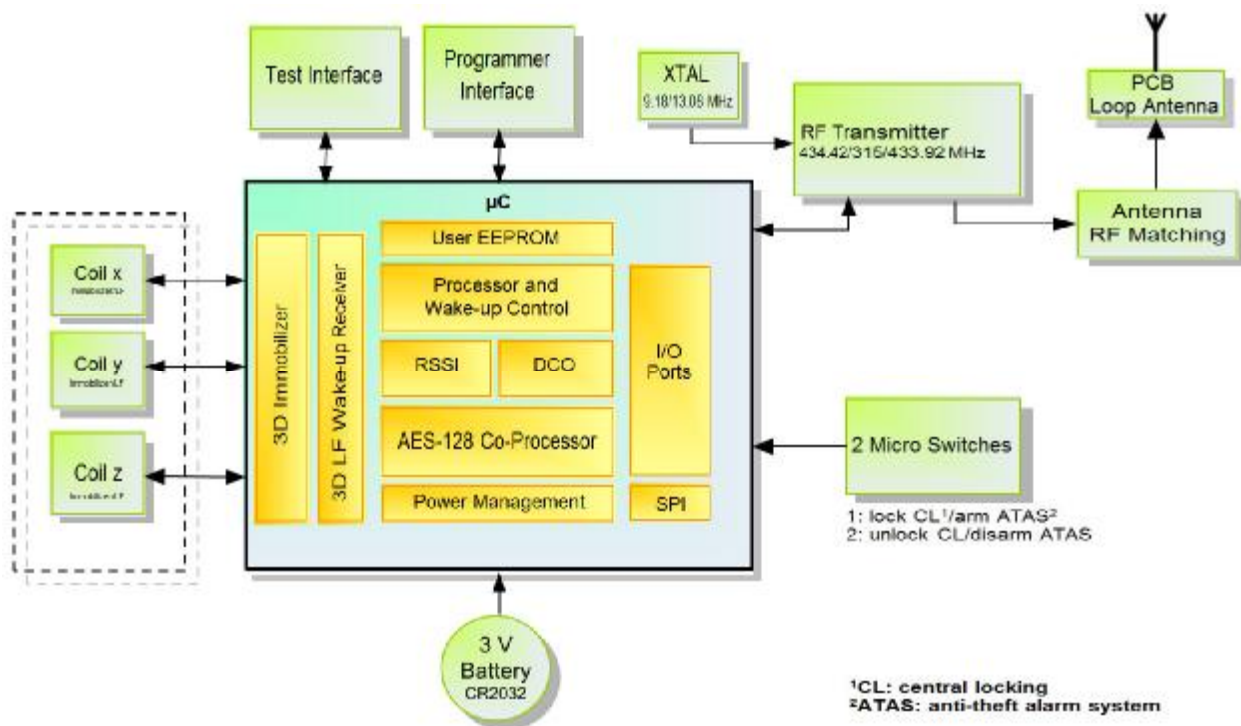 Test Interface
Programmer
Interface
XTAL
9.18/13.08 MHz
RF Transmitter
434.42/315/433.92 MHz
PCB
Loop Antenna
Antenna
RF Matching
µC
User EEPROM
Processor and
Wake-up Control
RSSI
DCO
AES-128 Co-Processor
Power Management
3D Immobilizer
3D LF Wake-up Receiver
I/O
Ports
SPI
Coil x
Coil y
Immobilizer/LF
Coil z
2 Micro Switches
1: lock CL¹/arm ATAS²
2: unlock CL/disarm ATAS
3 V
Battery
CR2032
¹CL: central locking
²ATAS: anti-theft alarm system